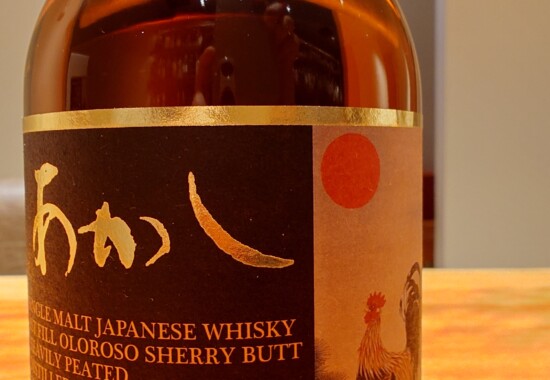 あかし
MALT JAPANESE WHISKY
FILL OLOROSO SHERRY BUTT
PEATED